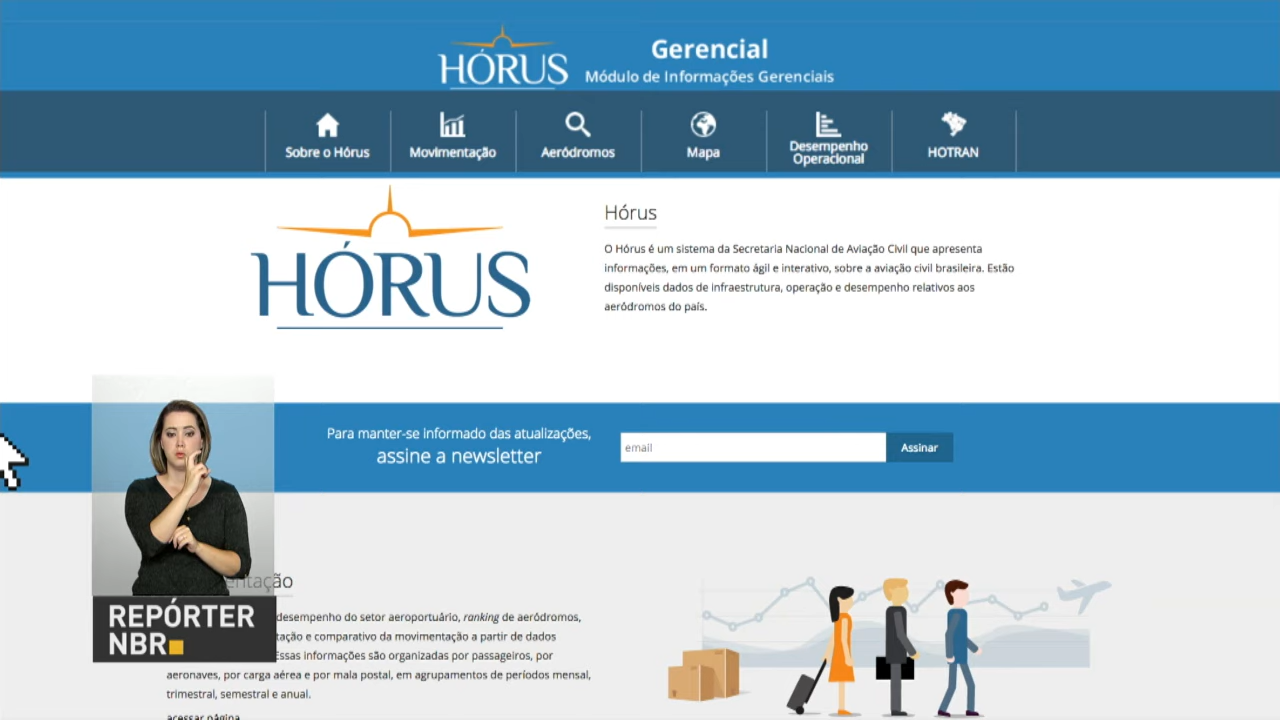 HÓRUS
Gerencial
Módulo de Informações Gerenciais
Sobre o Hórus
Movimentação
Aeródromos
Mapa
Desempenho
Operacional
HOTRAN
HÓRUS
Hórus
O Hórus é um sistema da Secretaria Nacional de Aviação Civil que apresenta
informações, em um formato ágil e interativo, sobre a aviação civil brasileira. Estão
disponíveis dados de infraestrutura, operação e desempenho relativos aos
aeródromos do país.
Para manter-se informado das atualizações,
assine a newsletter
email
Assinar
REPÓRTER
NBR
desempenho do setor aeroportuário, ranking de aeródromos,
e comparativo da movimentação a partir de dados
Essas informações são organizadas por passageiros, por
aeronaves, por carga aérea e por mala postal, em agrupamentos de períodos mensal,
trimestral, semestral e anual.
acessar página